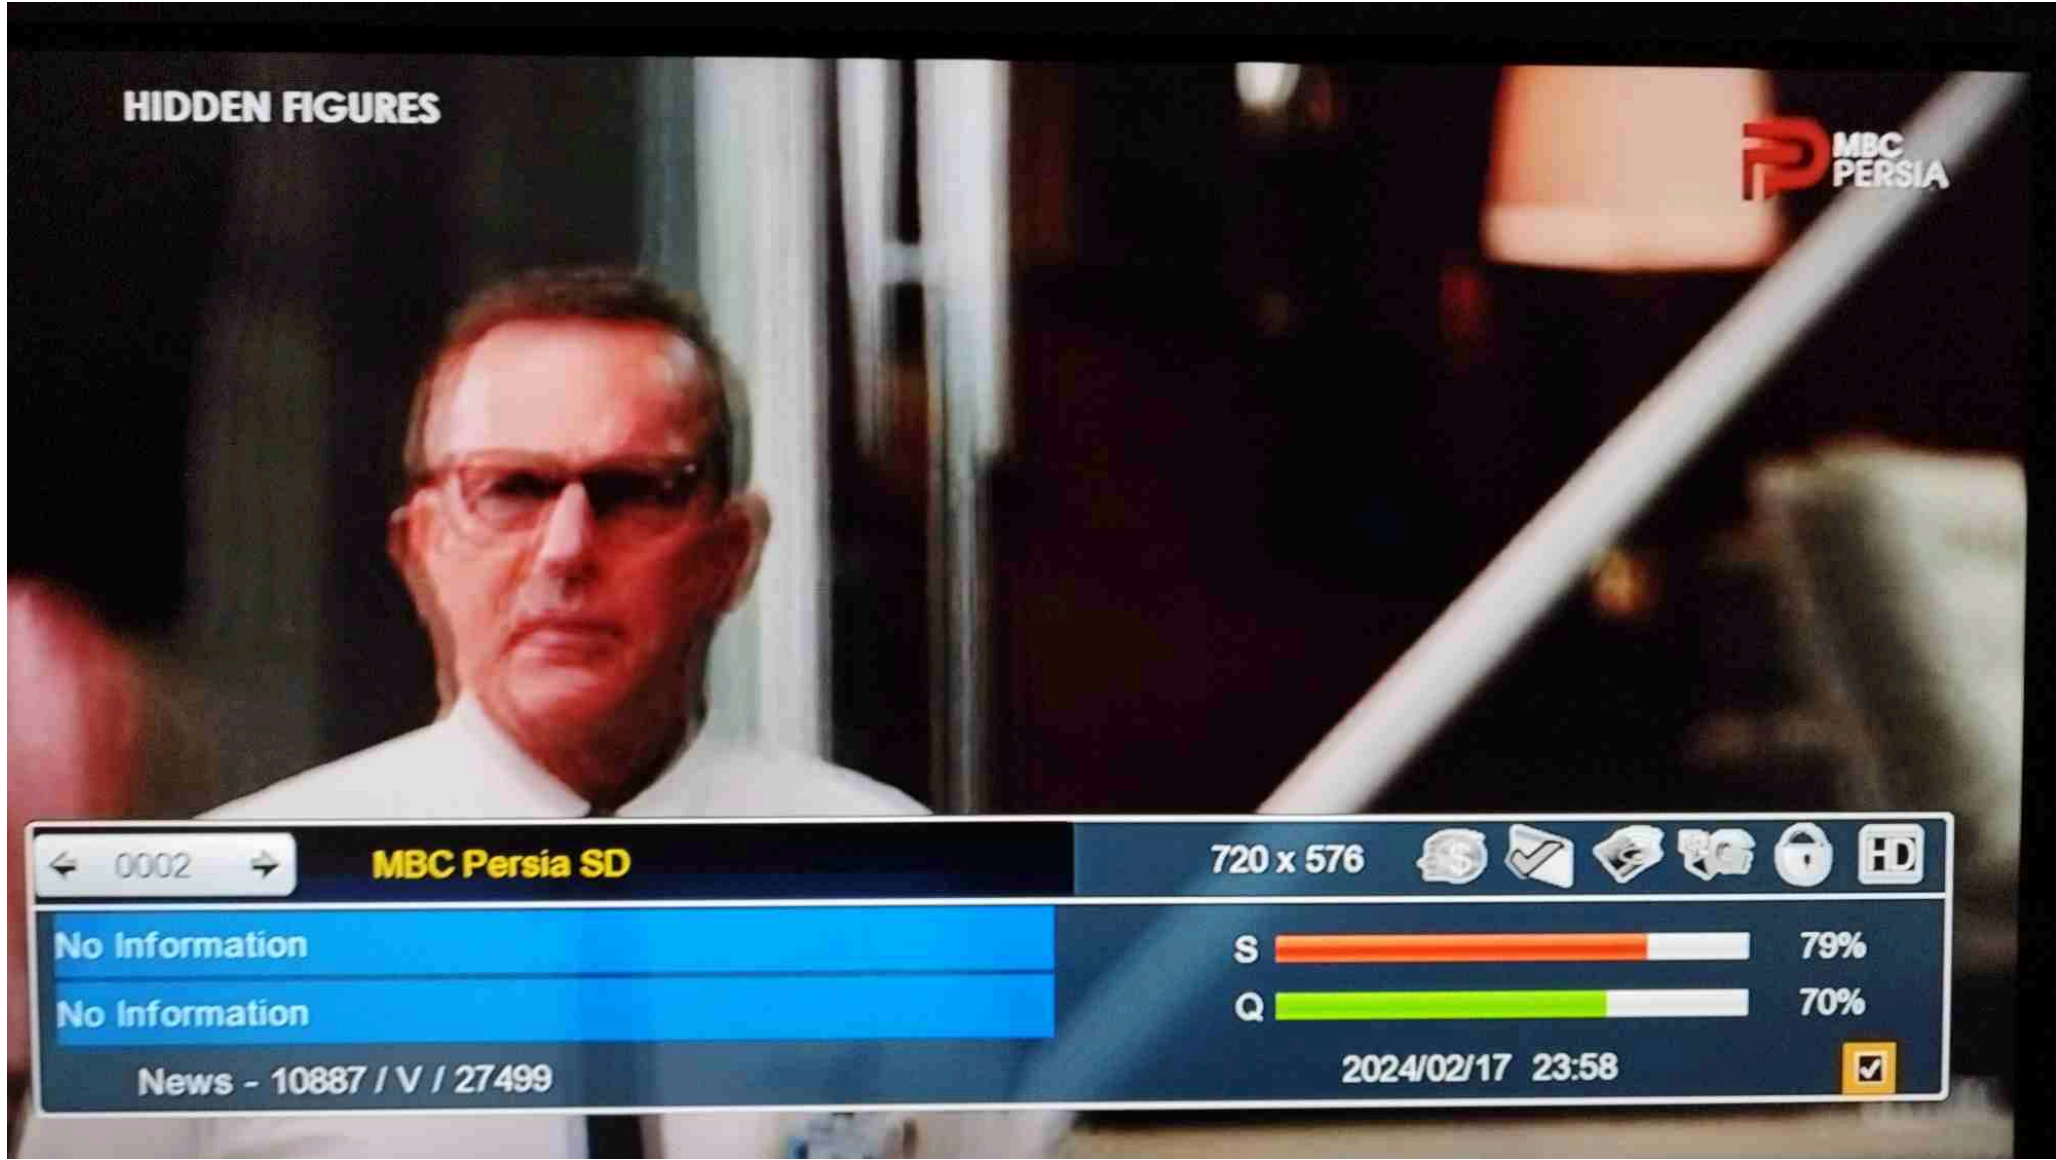 HIDDEN FIGURES
MBC
PERSIA
0002
MBC Persia SD
720 x 576
HD
No Information
S
79%
No Information
Q
70%
News - 10887 / V / 27499
2024/02/17 23:58